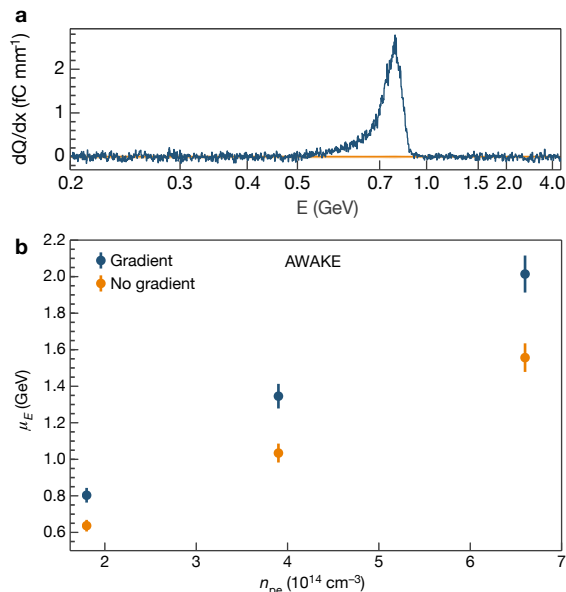 a
dQ/dx (fC mm⁻¹)
2
1
0
0.2 0.3 0.4 0.5 0.7 1.0 1.5 2.0 4.0
E (GeV)
b
2.2
2.0
1.8
1.6
1.4
1.2
1.0
0.8
0.6
μE (GeV)
Gradient
No gradient
AWAKE
2 3 4 5 6 7
npe (10¹⁴ cm⁻³)